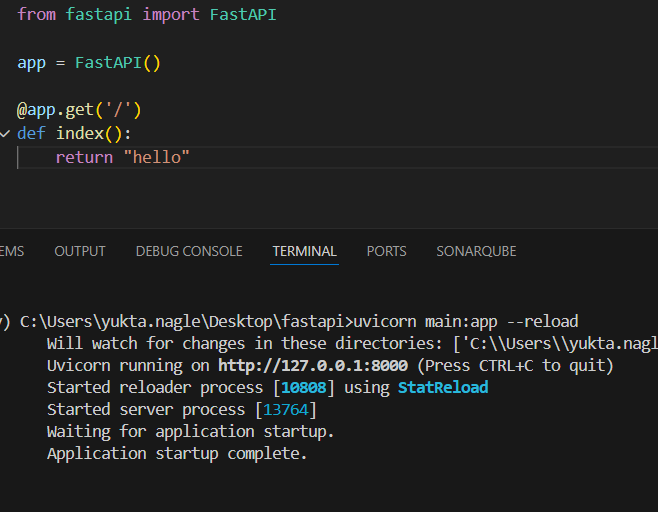 from fastapi import FastAPI
app = FastAPI()
@app.get('/')
def index():
    return "hello"
EMS OUTPUT DEBUG CONSOLE TERMINAL PORTS SONARQUBE
) C:\Users\yukta.nagle\Desktop\fastapi>uvicorn main:app --reload
Will watch for changes in these directories: ['C:\\Users\\yukta.nagl
Uvicorn running on http://127.0.0.1:8000 (Press CTRL+C to quit)
Started reloader process [10808] using StatReload
Started server process [13764]
Waiting for application startup.
Application startup complete.